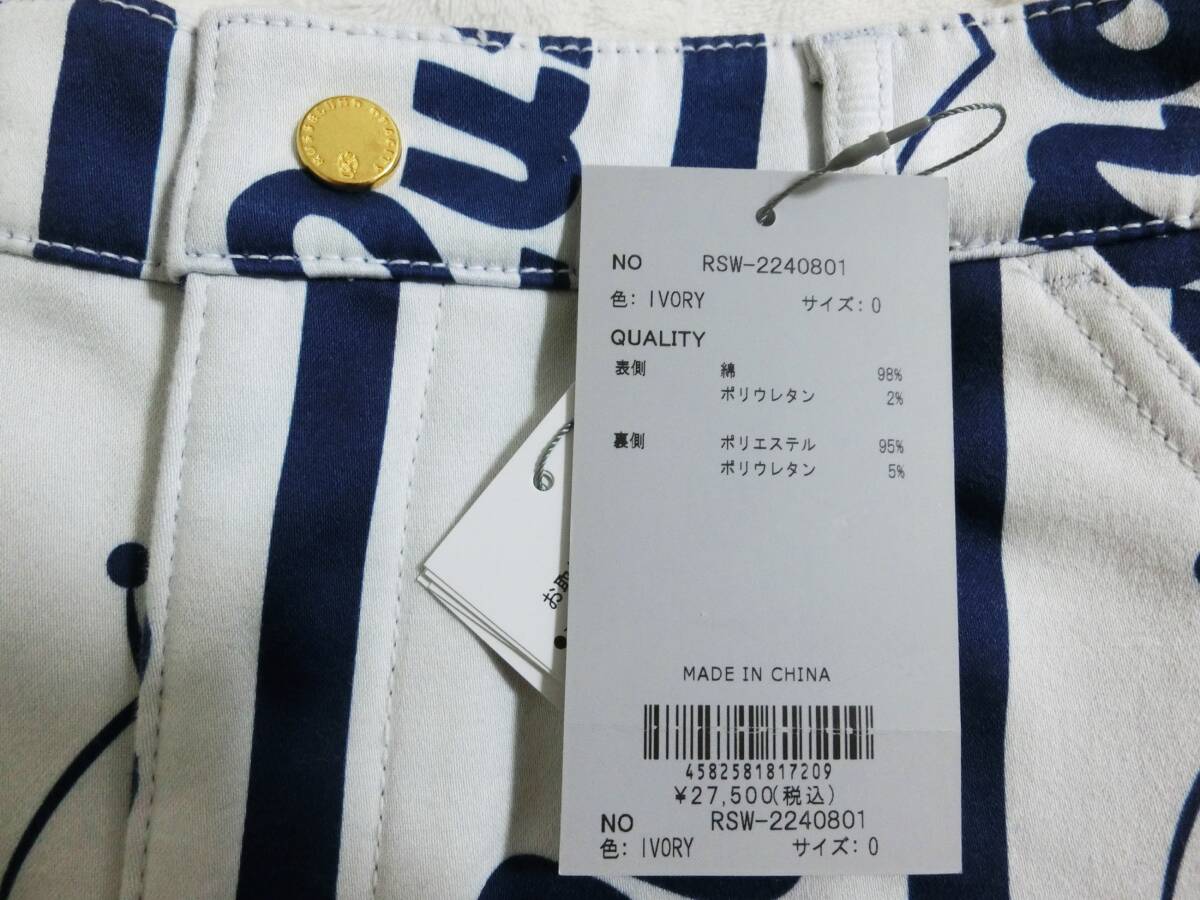 NO RSW-2240801
色: IVORY サイズ: 0
QUALITY
表側 綿 98%
ポリウレタン 2%
裏側 ポリエステル 95%
ポリウレタン 5%
MADE IN CHINA
4582581817209
¥27,500(税込)
NO RSW-2240801
色: IVORY サイズ: 0